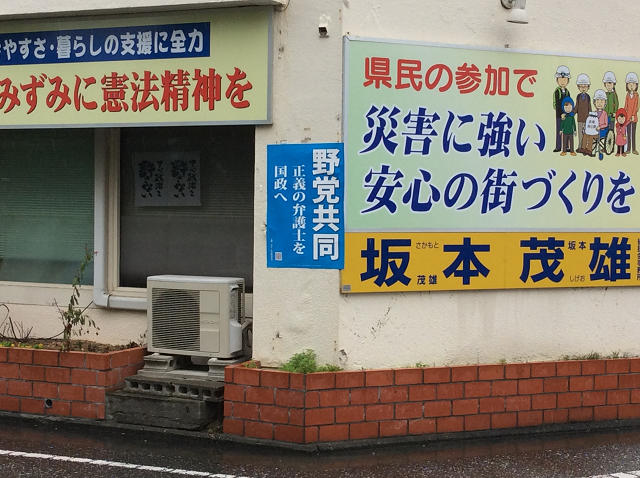 やすさ・暮らしの支援に全力
みずみに憲法精神を
野党共同
正義の弁護士を
国政へ
県民の参加で
災害に強い
安心の街づくりを
坂本 茂雄
さかもと
茂雄
坂本
しげお